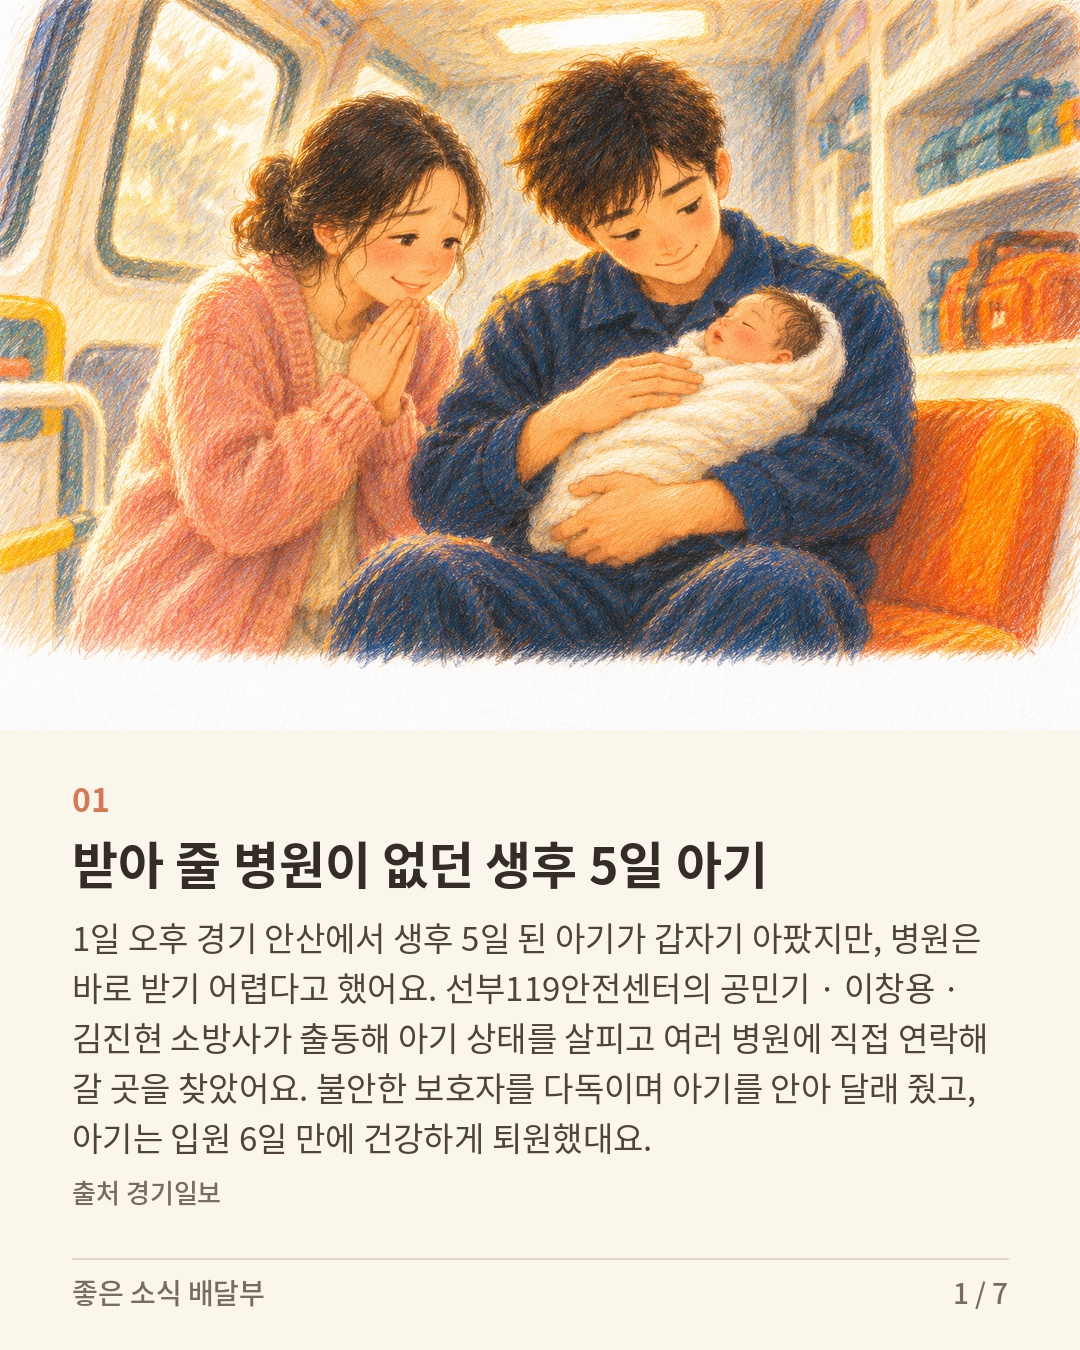 01
받아 줄 병원이 없던 생후 5일 아기
1일 오후 경기 안산에서 생후 5일 된 아기가 갑자기 아팠지만, 병원은
바로 받기 어렵다고 했어요. 선부119안전센터의 공민기 · 이창용 ·
김진현 소방사가 출동해 아기 상태를 살피고 여러 병원에 직접 연락해
갈 곳을 찾았어요. 불안한 보호자를 다독이며 아기를 안아 달래 줬고,
아기는 입원 6일 만에 건강하게 퇴원했대요.
출처 경기일보
좋은 소식 배달부
1 / 7